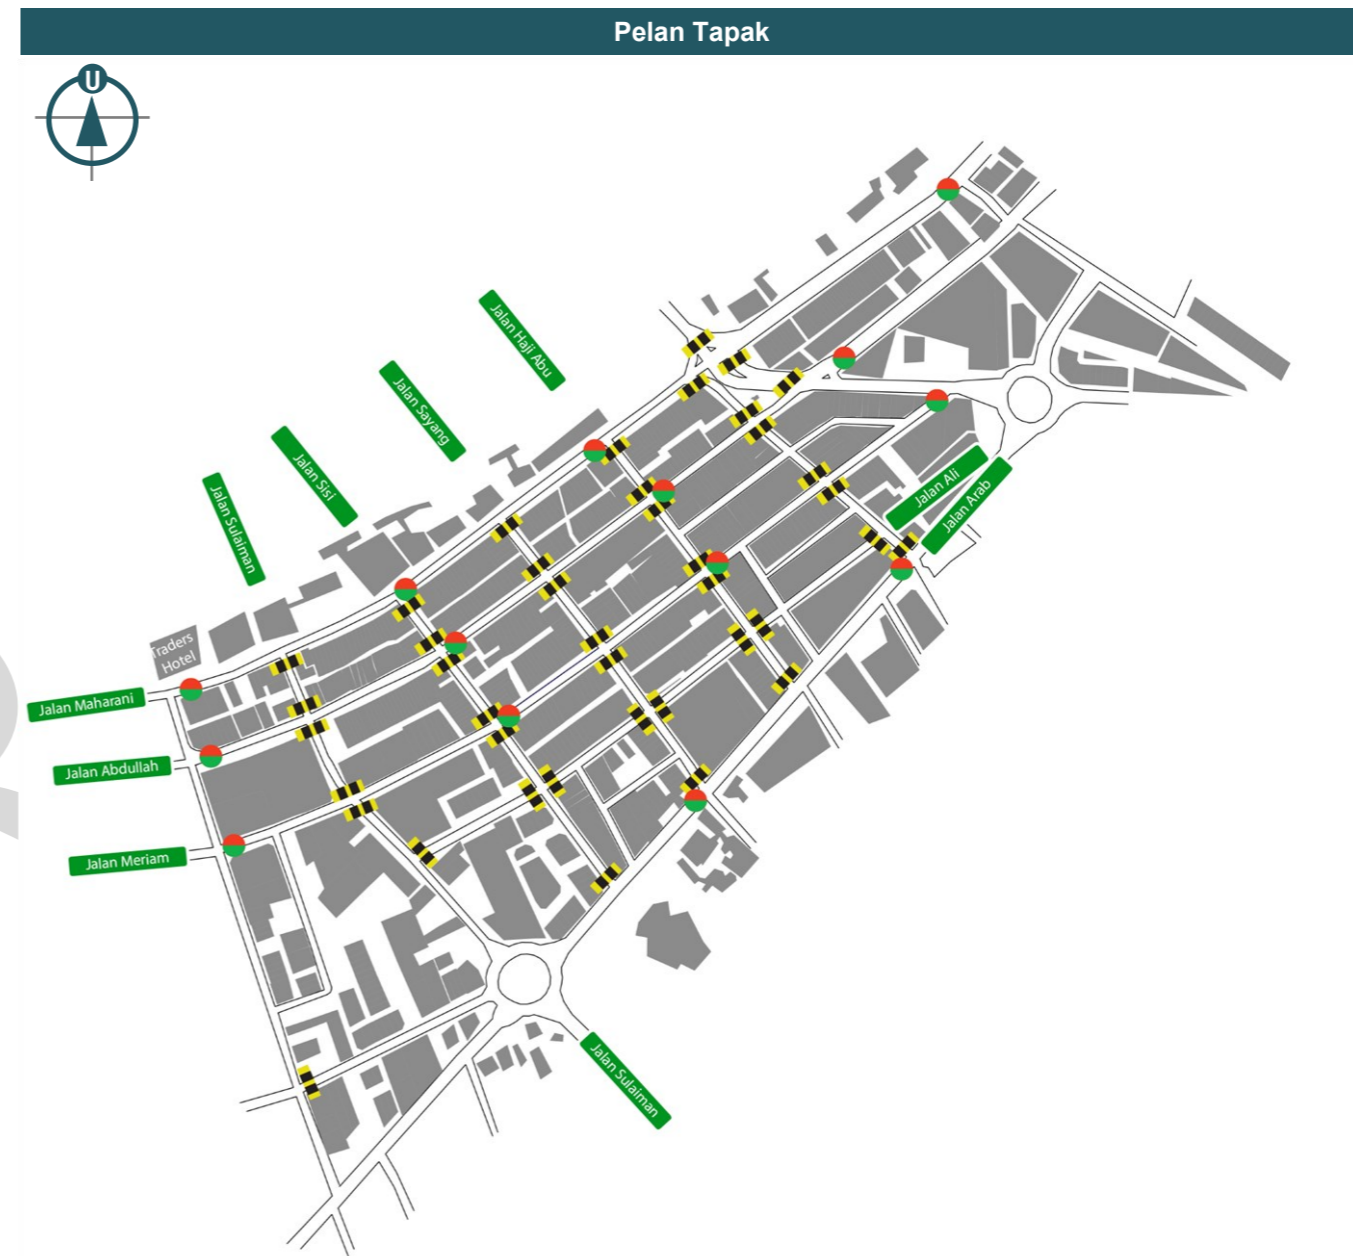 Pelan Tapak
U
Jalan Haji Abu
Jalan Sayang
Jalan Sisi
Jalan Sulaiman
Jalan Ali
Jalan Arab
Traders
Hotel
Jalan Maharani
Jalan Abdullah
Jalan Meriam
Jalan Sulaiman